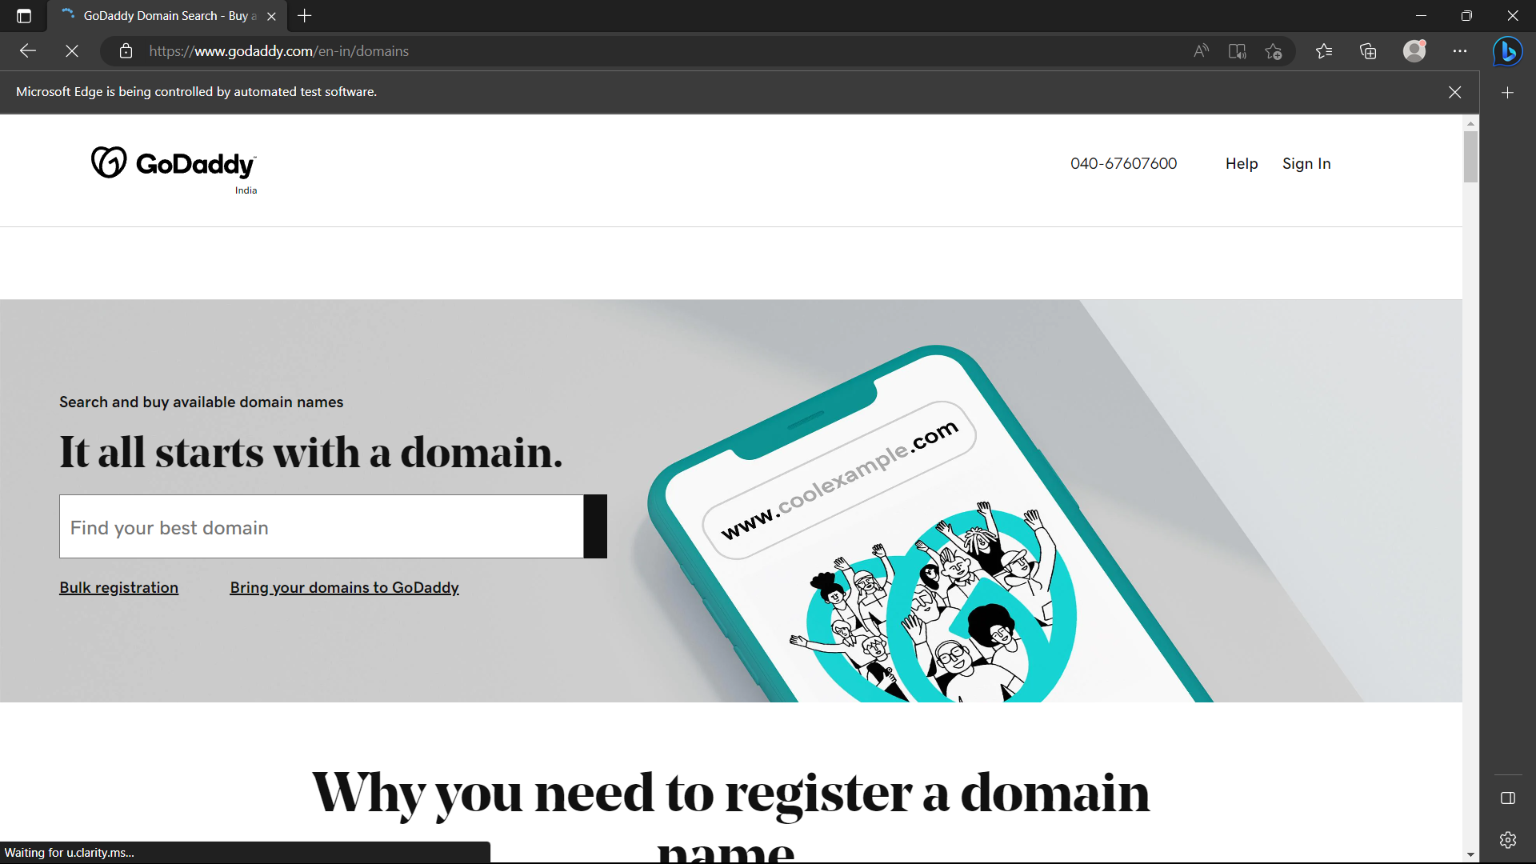 GoDaddy Domain Search - Buy a
https://www.godaddy.com/en-in/domains
Microsoft Edge is being controlled by automated test software.
GoDaddy
India
040-67607600
Help
Sign In
Search and buy available domain names
It all starts with a domain.
Find your best domain
Bulk registration
Bring your domains to GoDaddy
www.coolexample.com
Why you need to register a domain
name
Waiting for u.clarity.ms...